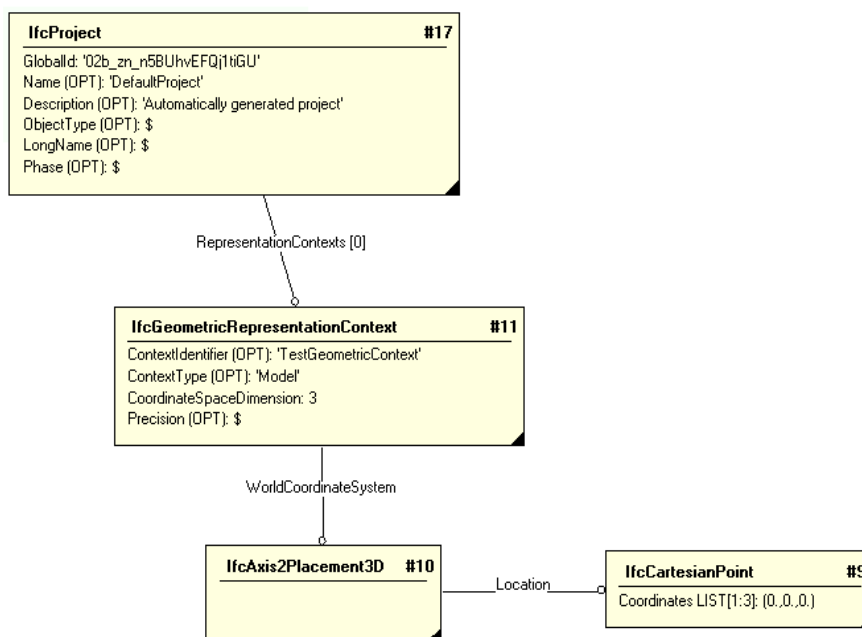 IfcProject #17
GlobalId: '02b_zn_n5BUhvEFQj1tiGU'
Name (OPT): 'DefaultProject'
Description (OPT): 'Automatically generated project'
ObjectType (OPT): $
LongName (OPT): $
Phase (OPT): $
RepresentationContexts [0]
IfcGeometricRepresentationContext #11
ContextIdentifier (OPT): 'TestGeometricContext'
ContextType (OPT): 'Model'
CoordinateSpaceDimension: 3
Precision (OPT): $
WorldCoordinateSystem
IfcAxis2Placement3D #10
Location
IfcCartesianPoint #9
Coordinates LIST[1:3]: (0.,0.,0.)